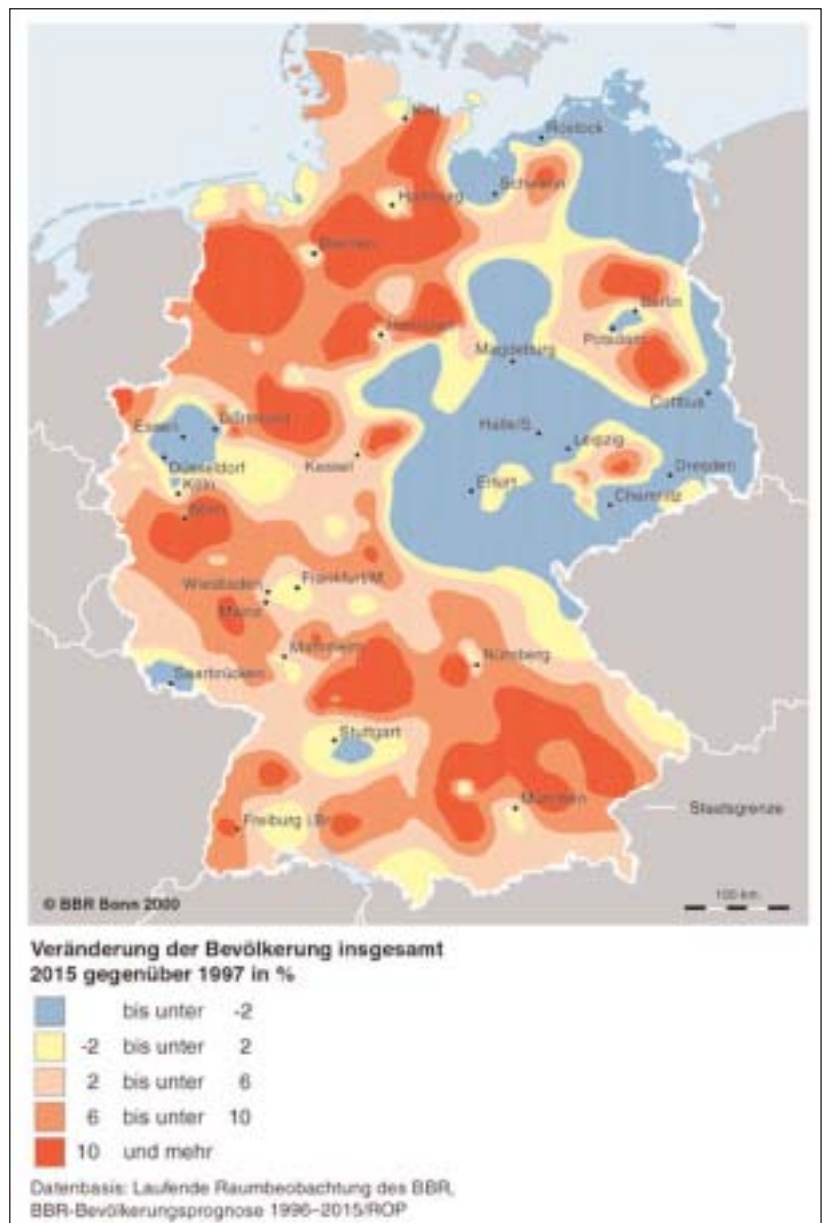 Kiel
Rostock
Schwerin
Hamburg
Bremen
Berlin
Hannover
Potsdam
Magdeburg
Cottbus
Essen
Dortmund
Halle/S.
Leipzig
Düsseldorf
Kassel
Dresden
Köln
Erfurt
Chemnitz
Bonn
Wiesbaden
Frankfurt/M.
Mainz
Mannheim
Nürnberg
Saarbrücken
Stuttgart
München
Staatsgrenze
Freiburg i.Br.
© BBR Bonn 2000
100 km
Veränderung der Bevölkerung insgesamt
2015 gegenüber 1997 in %
bis unter -2
-2 bis unter 2
2 bis unter 6
6 bis unter 10
10 und mehr
Datenbasis: Laufende Raumbeobachtung des BBR,
BBR-Bevölkerungsprognose 1996–2015/ROP